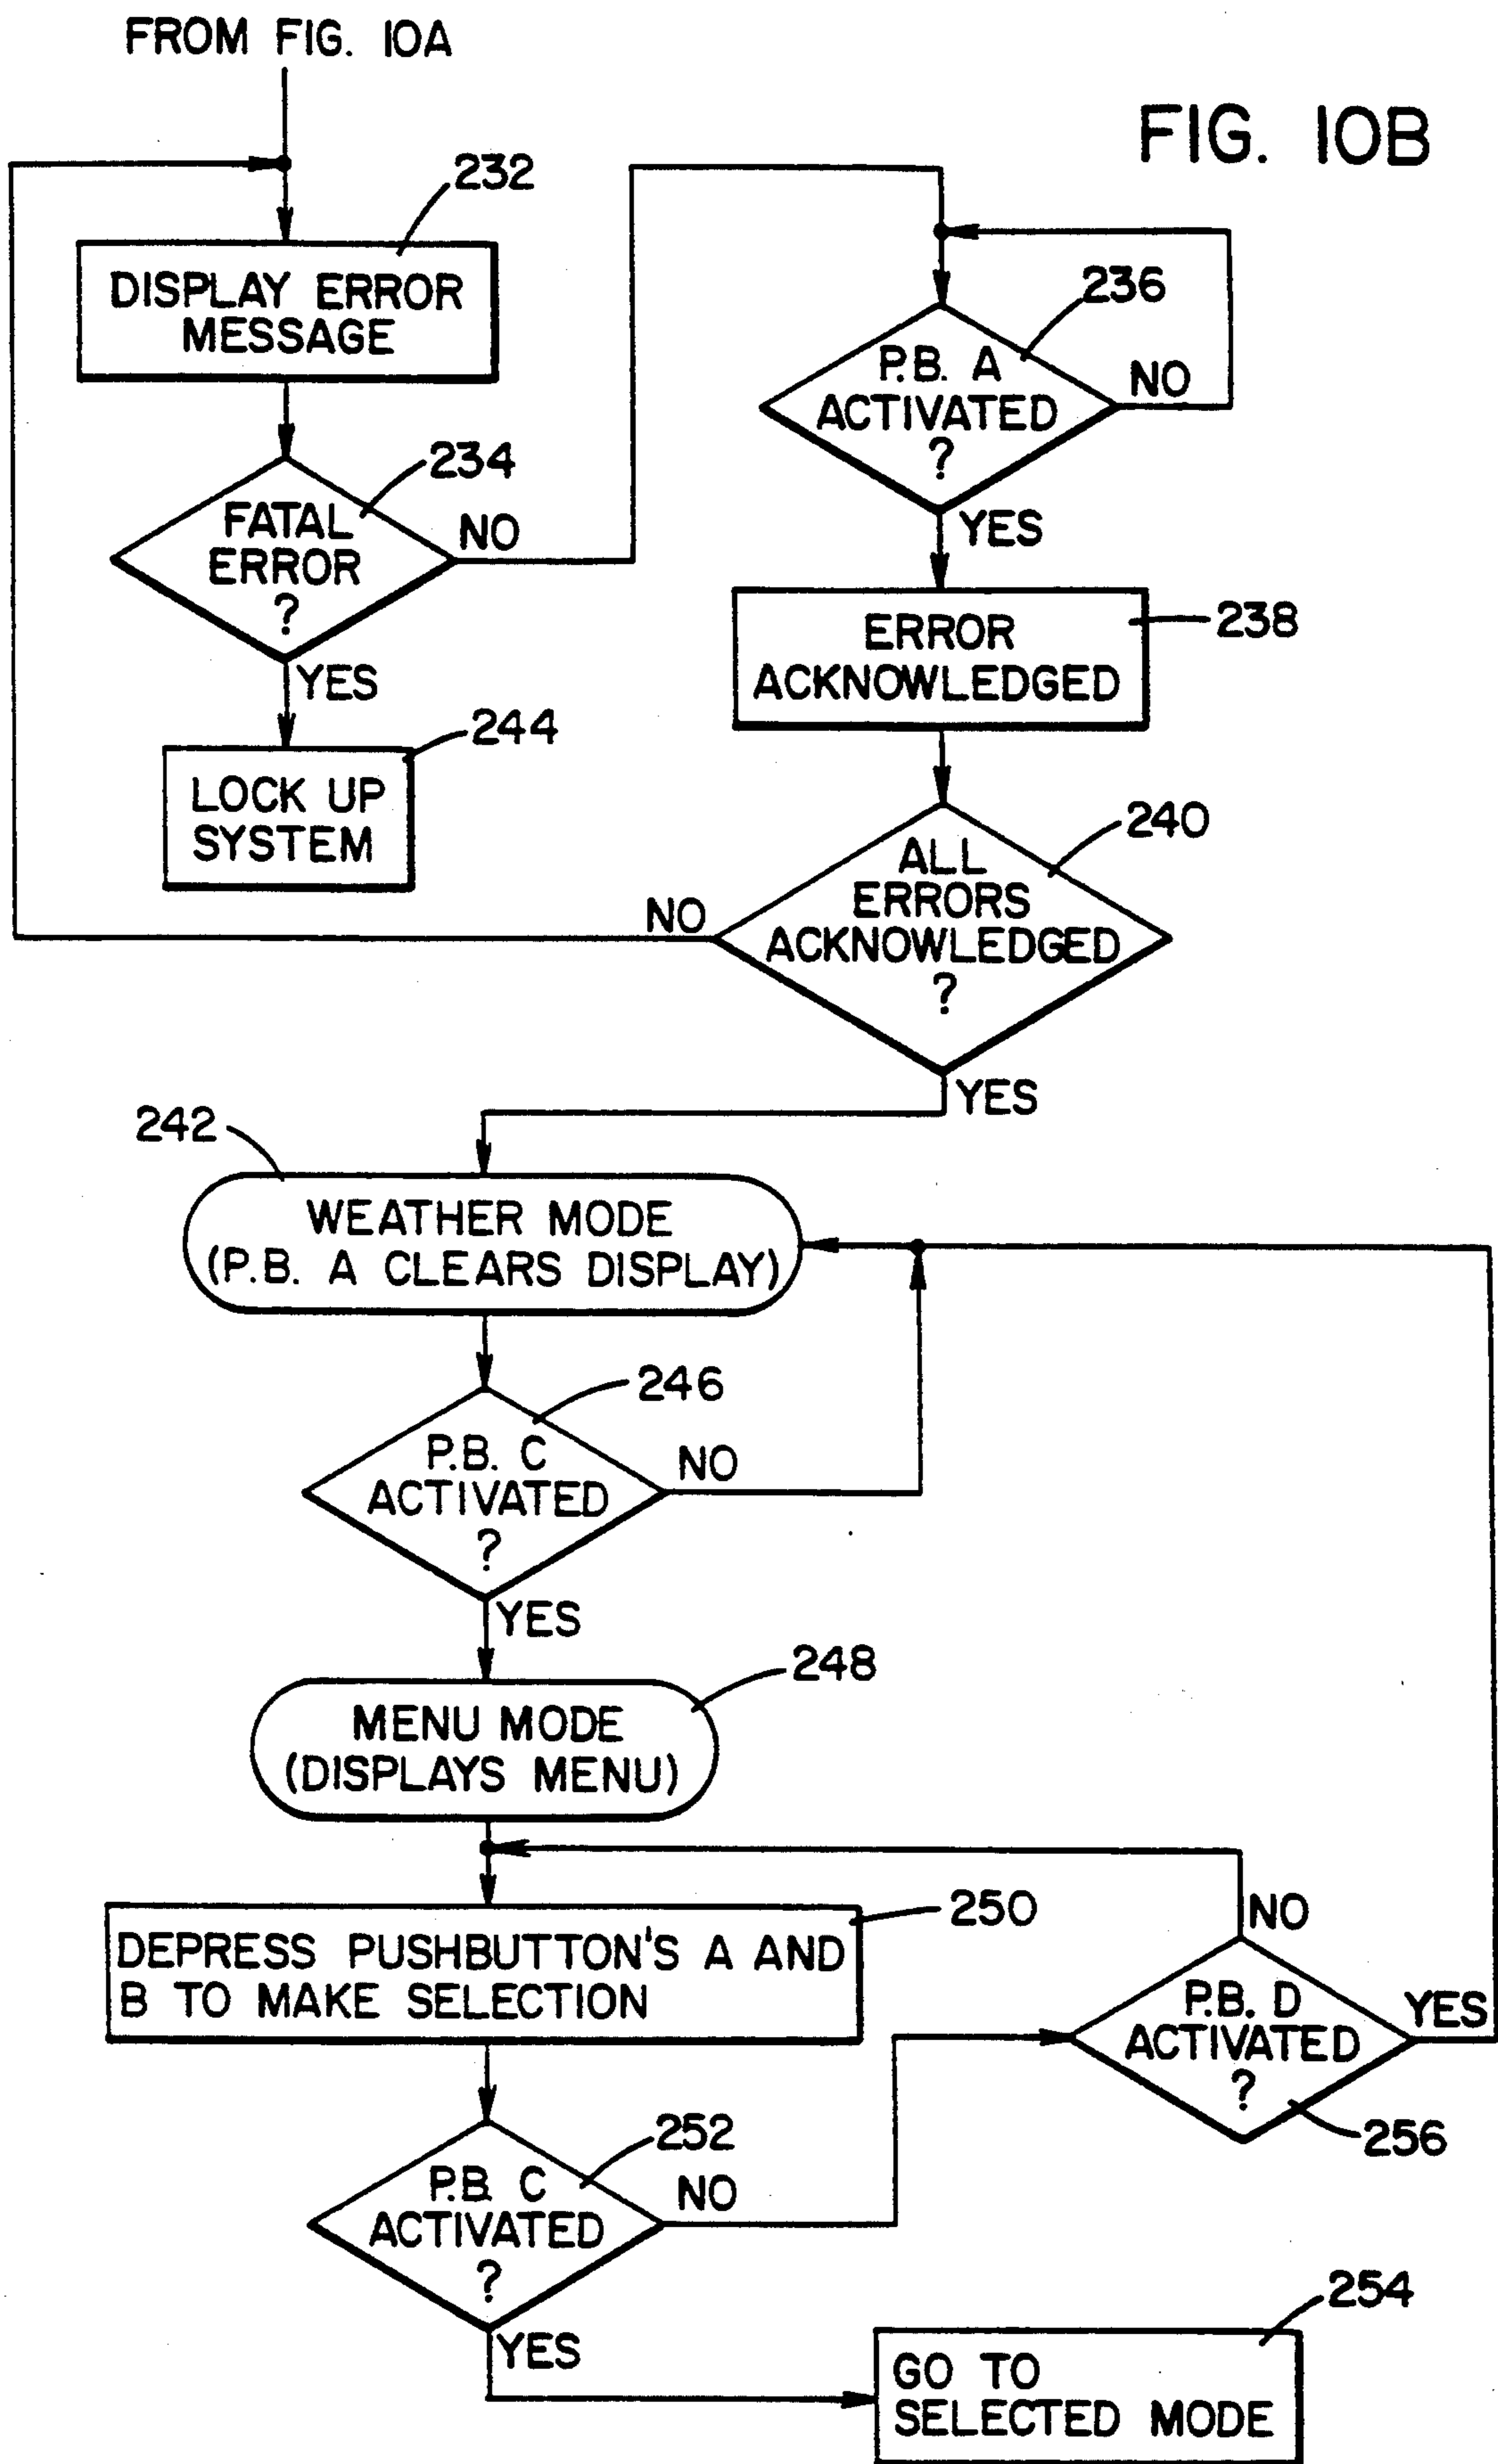 FROM FIG. 10A
FIG. 10B
232
DISPLAY ERROR
MESSAGE
234
FATAL
ERROR
?
NO
YES
244
LOCK UP
SYSTEM
236
P.B. A
ACTIVATED
?
NO
YES
238
ERROR
ACKNOWLEDGED
240
ALL
ERRORS
ACKNOWLEDGED
?
NO
YES
242
WEATHER MODE
(P.B. A CLEARS DISPLAY)
246
P.B. C
ACTIVATED
?
NO
YES
248
MENU MODE
(DISPLAYS MENU)
250
DEPRESS PUSHBUTTON'S A AND
B TO MAKE SELECTION
252
P.B. C
ACTIVATED
?
NO
YES
NO
P.B. D
ACTIVATED
?
YES
256
254
GO TO
SELECTED MODE